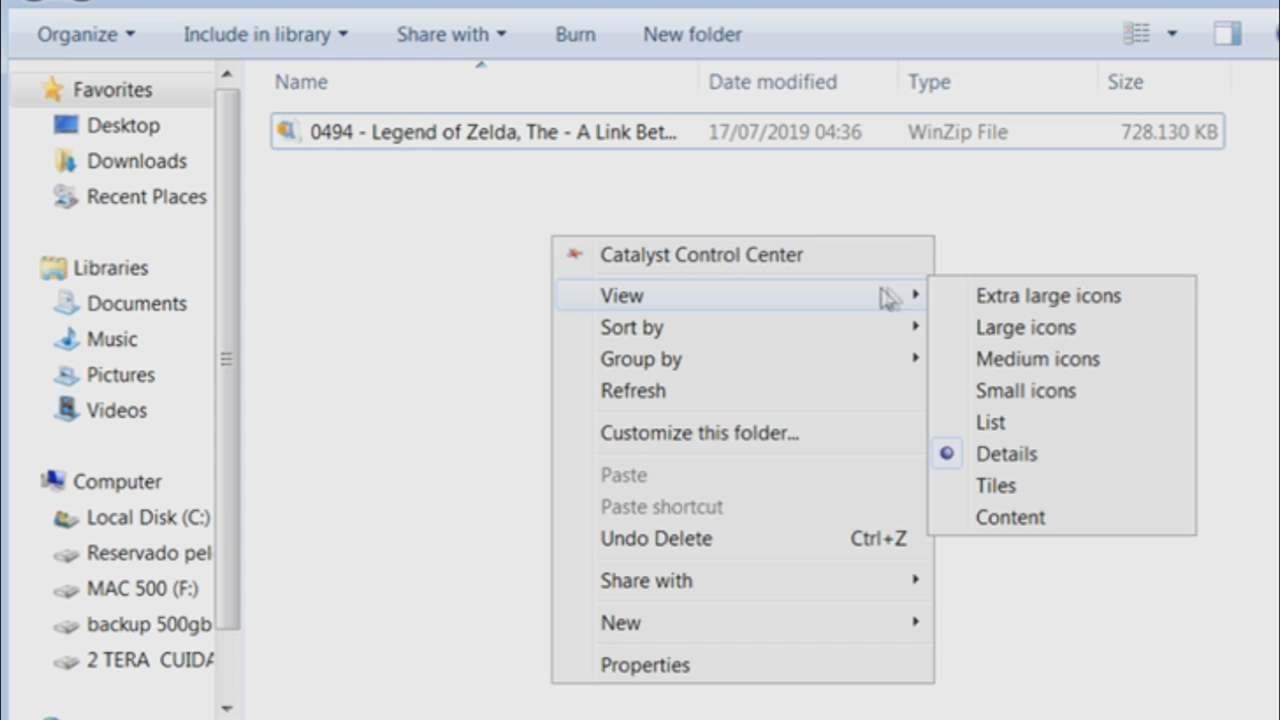 Organize
Include in library
Share with
Burn
New folder
Favorites
Desktop
Downloads
Recent Places
Libraries
Documents
Music
Pictures
Videos
Computer
Local Disk (C:)
Reservado pel
MAC 500 (F:)
backup 500gb
2 TERA CUIDA
Name
Date modified
Type
Size
0494 - Legend of Zelda, The - A Link Bet...
17/07/2019 04:36
WinZip File
728.130 KB
Catalyst Control Center
View
Sort by
Group by
Refresh
Customize this folder...
Paste
Paste shortcut
Undo Delete Ctrl+Z
Share with
New
Properties
Extra large icons
Large icons
Medium icons
Small icons
List
Details
Tiles
Content